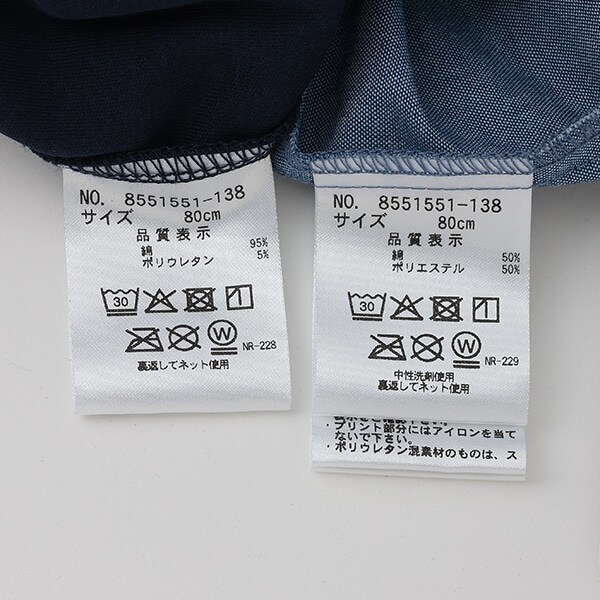 NO. 8551551-138
サイズ 80cm
品質表示
綿 95%
ポリウレタン 5%
30
W
NR-228
裏返してネット使用
NO. 8551551-138
サイズ 80cm
品質表示
綿 50%
ポリエステル 50%
30
W
NR-229
中性洗剤使用
裏返してネット使用
・プリント部分にはアイロンを当て
ないで下さい。
・ポリウレタン混素材のものは、ス